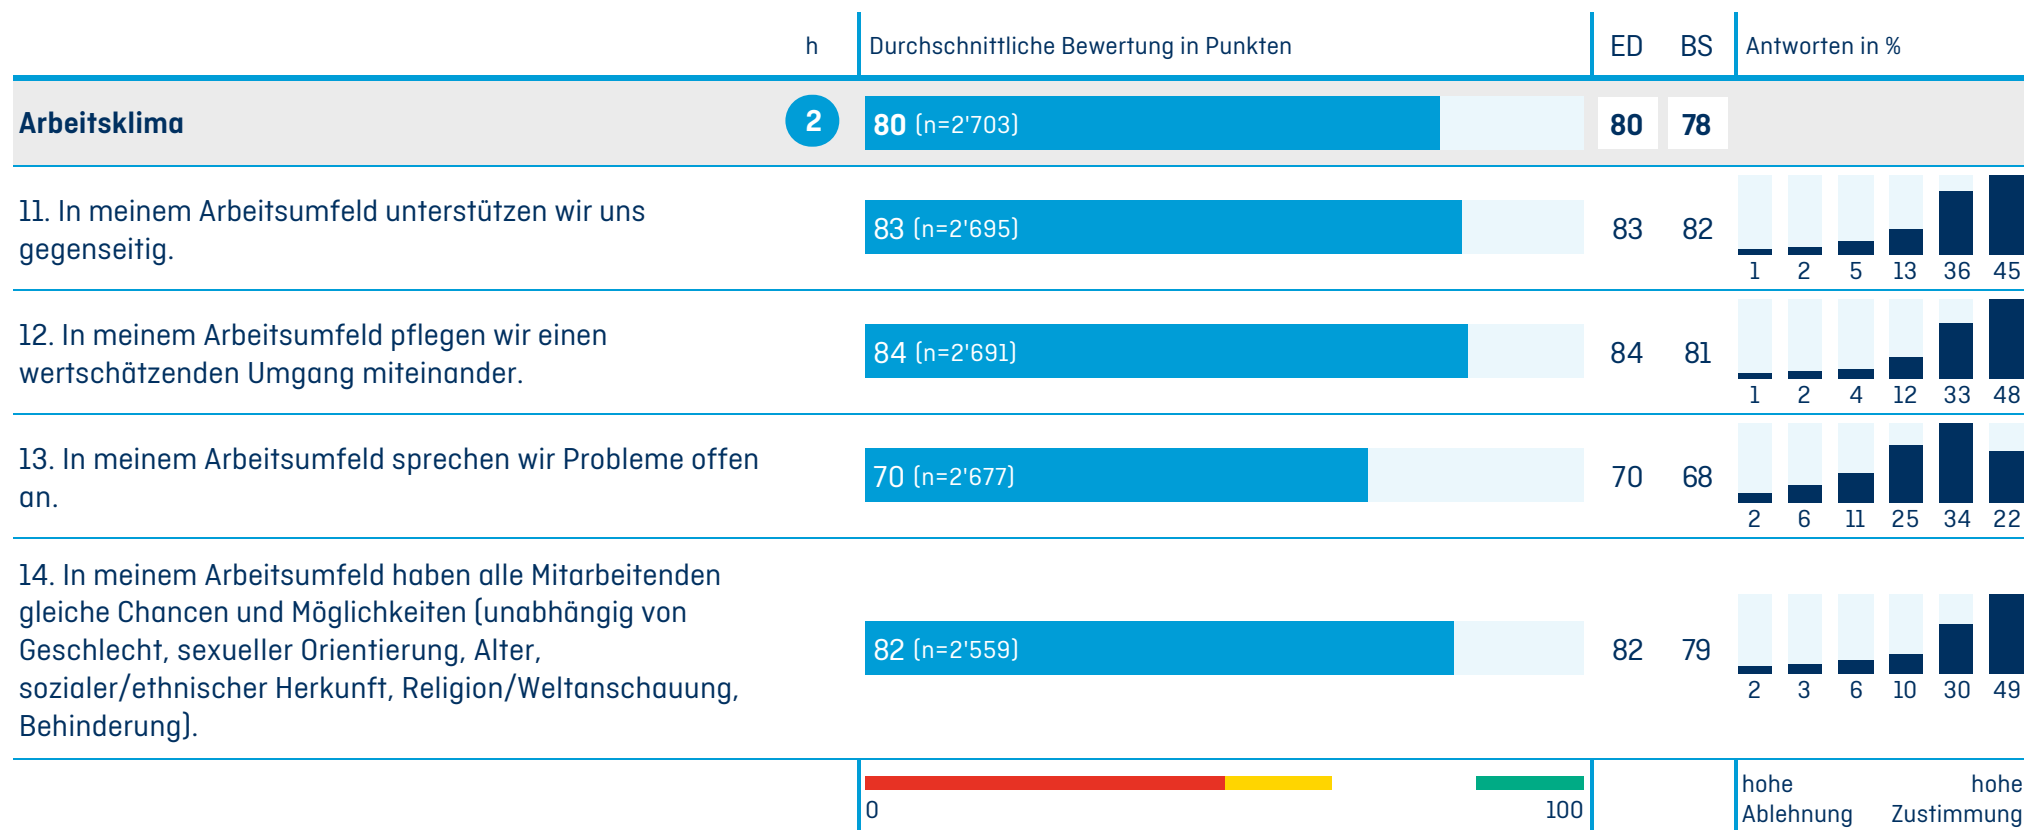 h Durchschnittliche Bewertung in Punkten ED BS Antworten in %
Arbeitsklima 2 80 (n=2'703) 80 78
11. In meinem Arbeitsumfeld unterstützen wir uns
gegenseitig.
83 (n=2'695) 83 82
1 2 5 13 36 45
12. In meinem Arbeitsumfeld pflegen wir einen
wertschätzenden Umgang miteinander.
84 (n=2'691) 84 81
1 2 4 12 33 48
13. In meinem Arbeitsumfeld sprechen wir Probleme offen
an.
70 (n=2'677) 70 68
2 6 11 25 34 22
14. In meinem Arbeitsumfeld haben alle Mitarbeitenden
gleiche Chancen und Möglichkeiten (unabhängig von
Geschlecht, sexueller Orientierung, Alter,
sozialer/ethnischer Herkunft, Religion/Weltanschauung,
Behinderung).
82 (n=2'559) 82 79
2 3 6 10 30 49
0 100
hohe
Ablehnung
hohe
Zustimmung